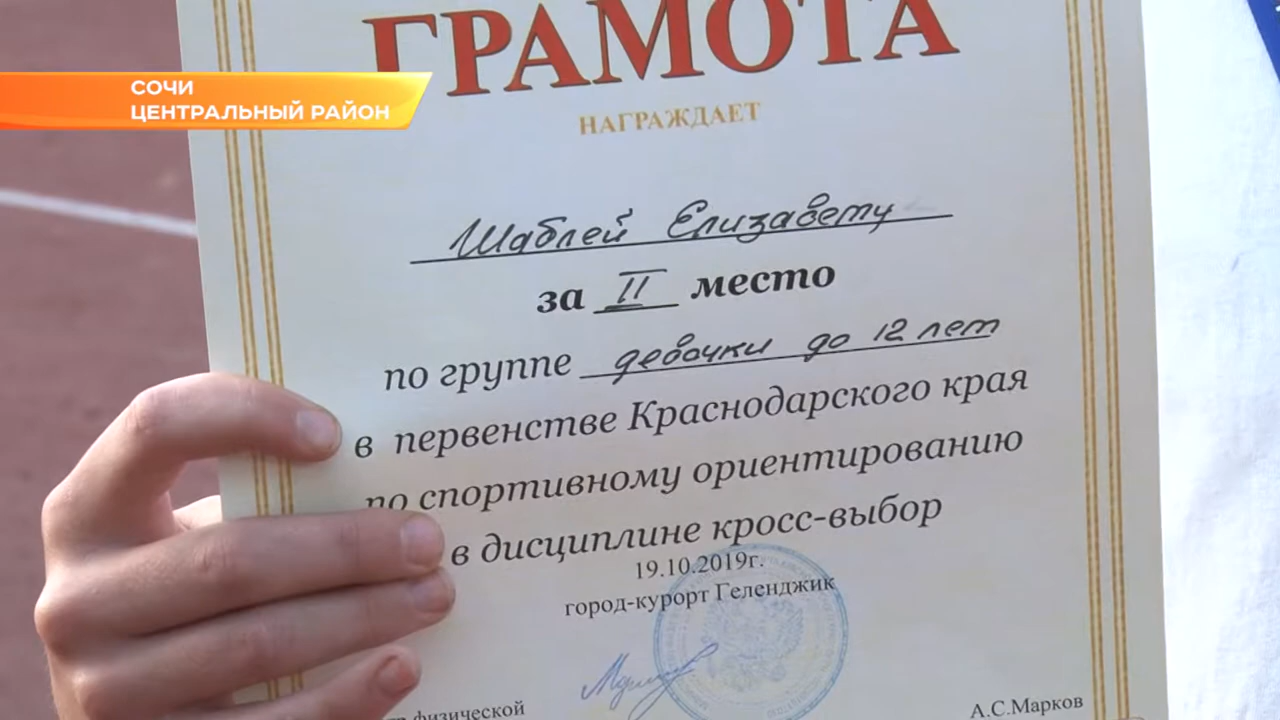 СОЧИ
ЦЕНТРАЛЬНЫЙ РАЙОН
ГРАМОТА
НАГРАЖДАЕТ
Шаблей Елизавету
за II место
по группе девочки до 12 лет
в первенстве Краснодарского края
по спортивному ориентированию
в дисциплине кросс-выбор
19.10.2019г.
город-курорт Геленджик
физической
А.С.Марков